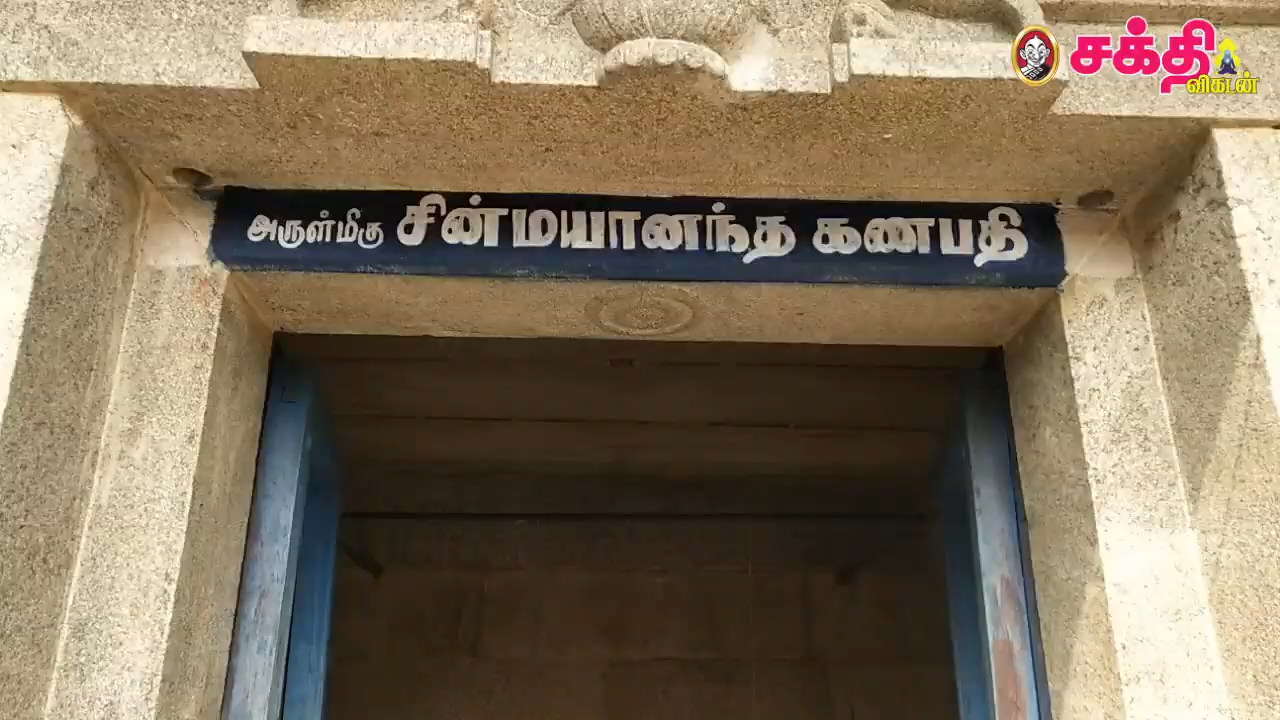 சக்தி
விகடன்
அருள்மிகு சின்மயானந்த கணபதி